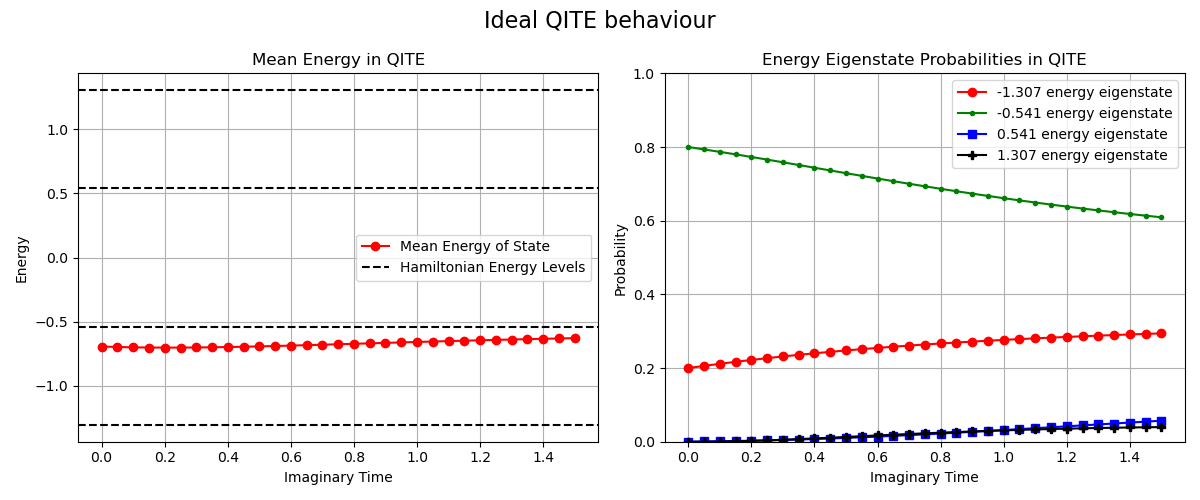 Ideal QITE behaviour
Mean Energy in QITE
Energy
1.0
0.5
0.0
−0.5
−1.0
Mean Energy of State
Hamiltonian Energy Levels
0.0 0.2 0.4 0.6 0.8 1.0 1.2 1.4
Imaginary Time
Energy Eigenstate Probabilities in QITE
Probability
1.0
0.8
0.6
0.4
0.2
0.0
-1.307 energy eigenstate
-0.541 energy eigenstate
0.541 energy eigenstate
1.307 energy eigenstate
0.0 0.2 0.4 0.6 0.8 1.0 1.2 1.4
Imaginary Time